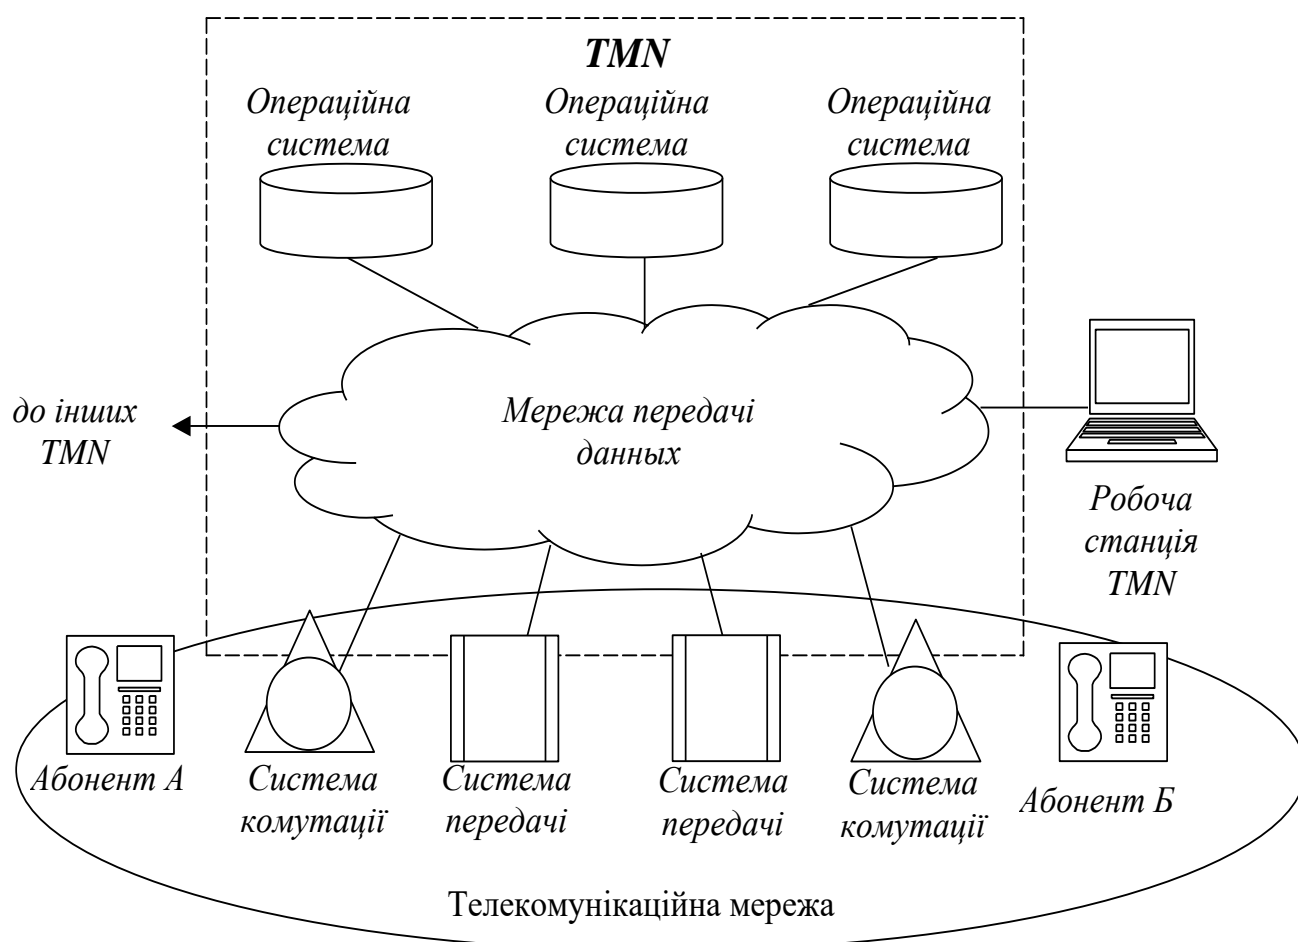 TMN
Операційна
система
Операційна
система
Операційна
система
Мережа передачі
данных
до інших
TMN
Робоча
станція
TMN
Абонент А
Система
комутації
Система
передачі
Система
передачі
Система
комутації
Абонент Б
Телекомунікаційна мережа